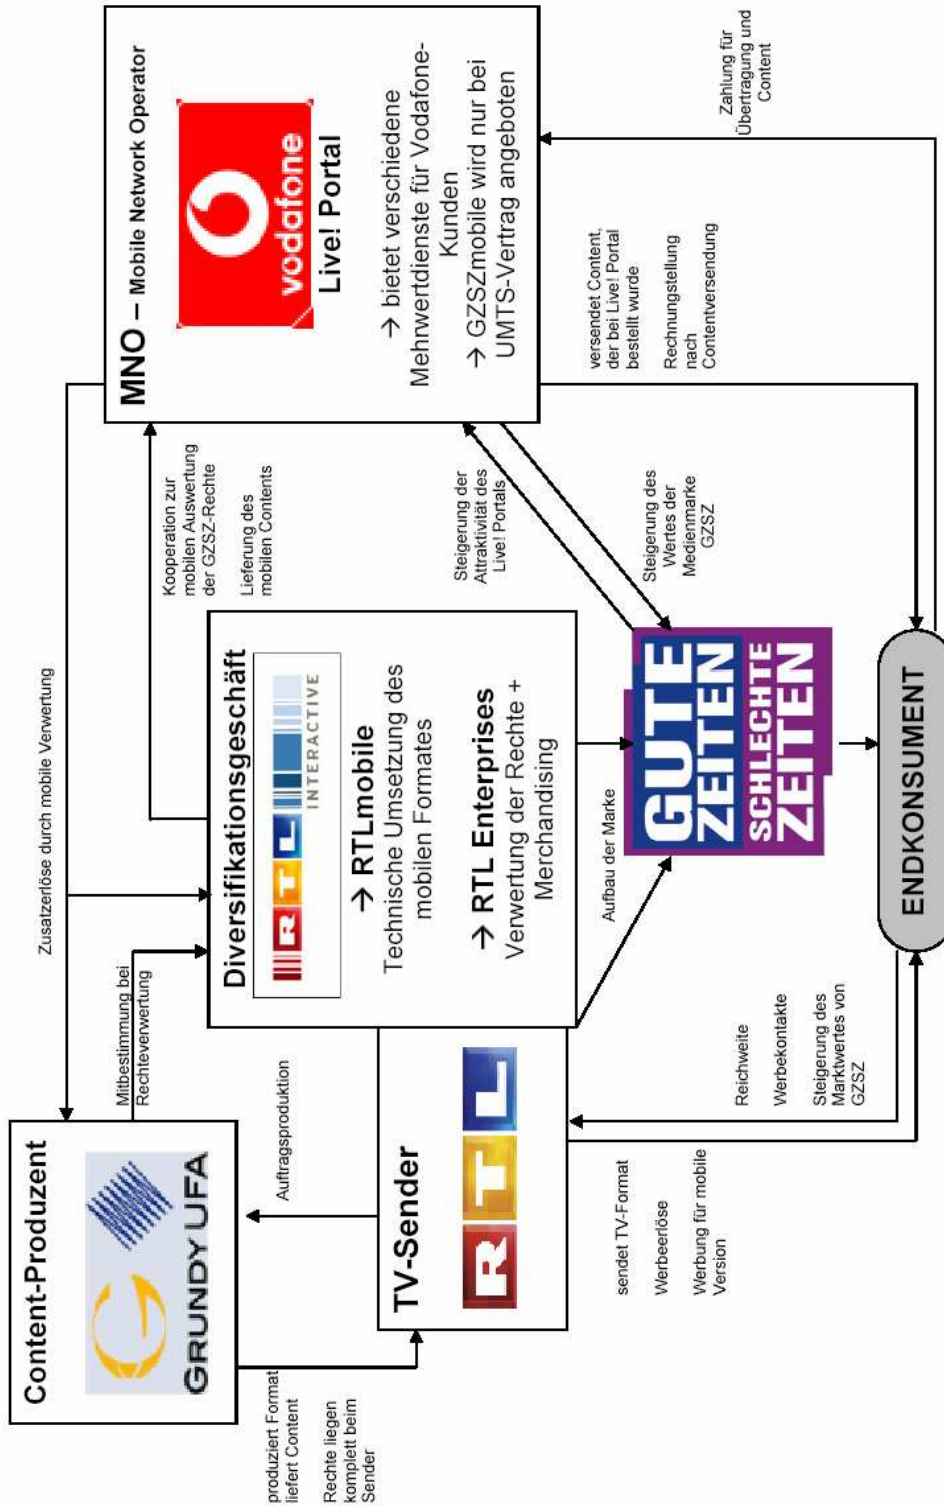 Content-Produzent
GRUNDY UFA
produziert Format
liefert Content
Rechte liegen
komplett beim
Sender
Auftragsproduktion
Mitbestimmung bei
Rechteverwertung
Zusatzerlöse durch mobile Verwertung
TV-Sender
RTL
Diversifikationsgeschäft
RTL
INTERACTIVE
→ RTLmobile
Technische Umsetzung des
mobilen Formates
→ RTL Enterprises
Verwertung der Rechte +
Merchandising
Kooperation zur
mobilen Auswertung
der GZSZ-Rechte
Lieferung des
mobilen Contents
MNO – Mobile Network Operator
vodafone
Live! Portal
→ bietet verschiedene
Mehrwertdienste für Vodafone-
Kunden
→ GZSZmobile wird nur bei
UMTS-Vertrag angeboten
sendet TV-Format
Werbeerlöse
Werbung für mobile
Version
Reichweite
Werbekontakte
Steigerung des
Marktwertes von
GZSZ
Aufbau der Marke
GUTE
ZEITEN
SCHLECHTE
ZEITEN
Steigerung der
Attraktivität des
Live! Portals
Steigerung des
Wertes der
Medienmarke
GZSZ
versendet Content,
der bei Live! Portal
bestellt wurde
Rechnungstellung
nach
Contentversendung
Zahlung für
Übertragung und
Content
ENDKONSUMENT